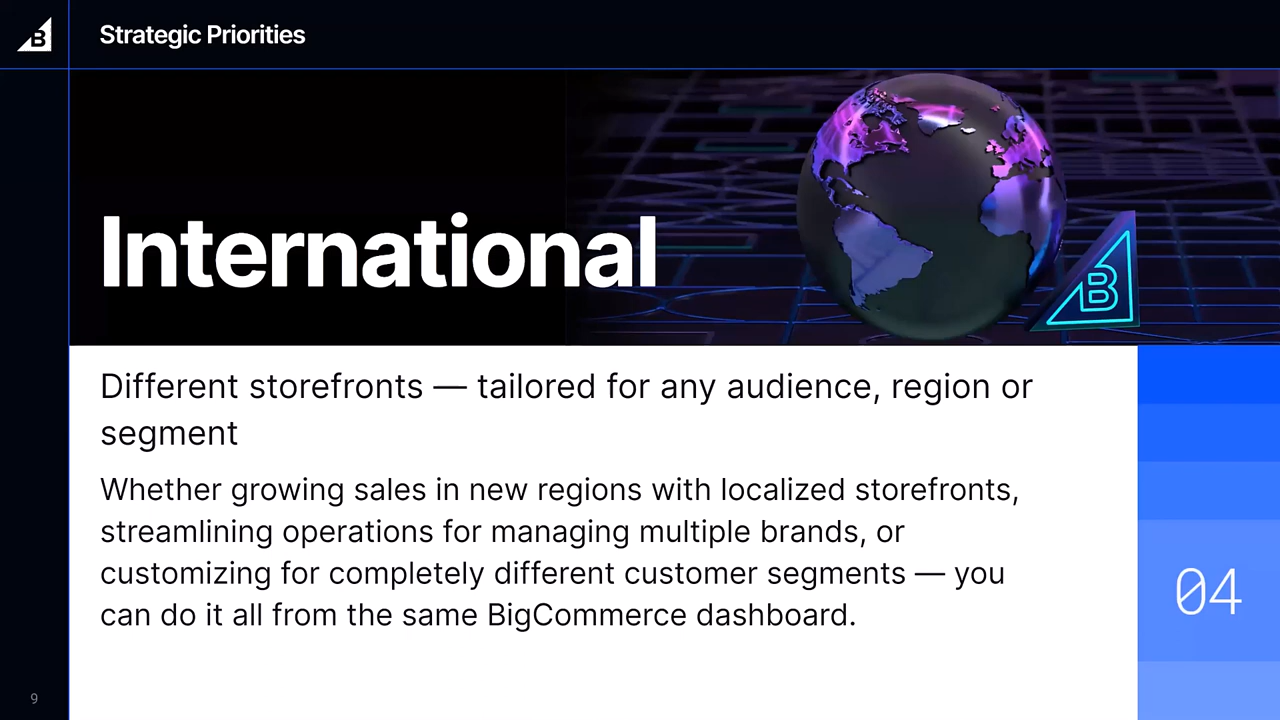 B
Strategic Priorities
International
B
Different storefronts — tailored for any audience, region or
segment
Whether growing sales in new regions with localized storefronts,
streamlining operations for managing multiple brands, or
customizing for completely different customer segments — you
can do it all from the same BigCommerce dashboard.
04
9